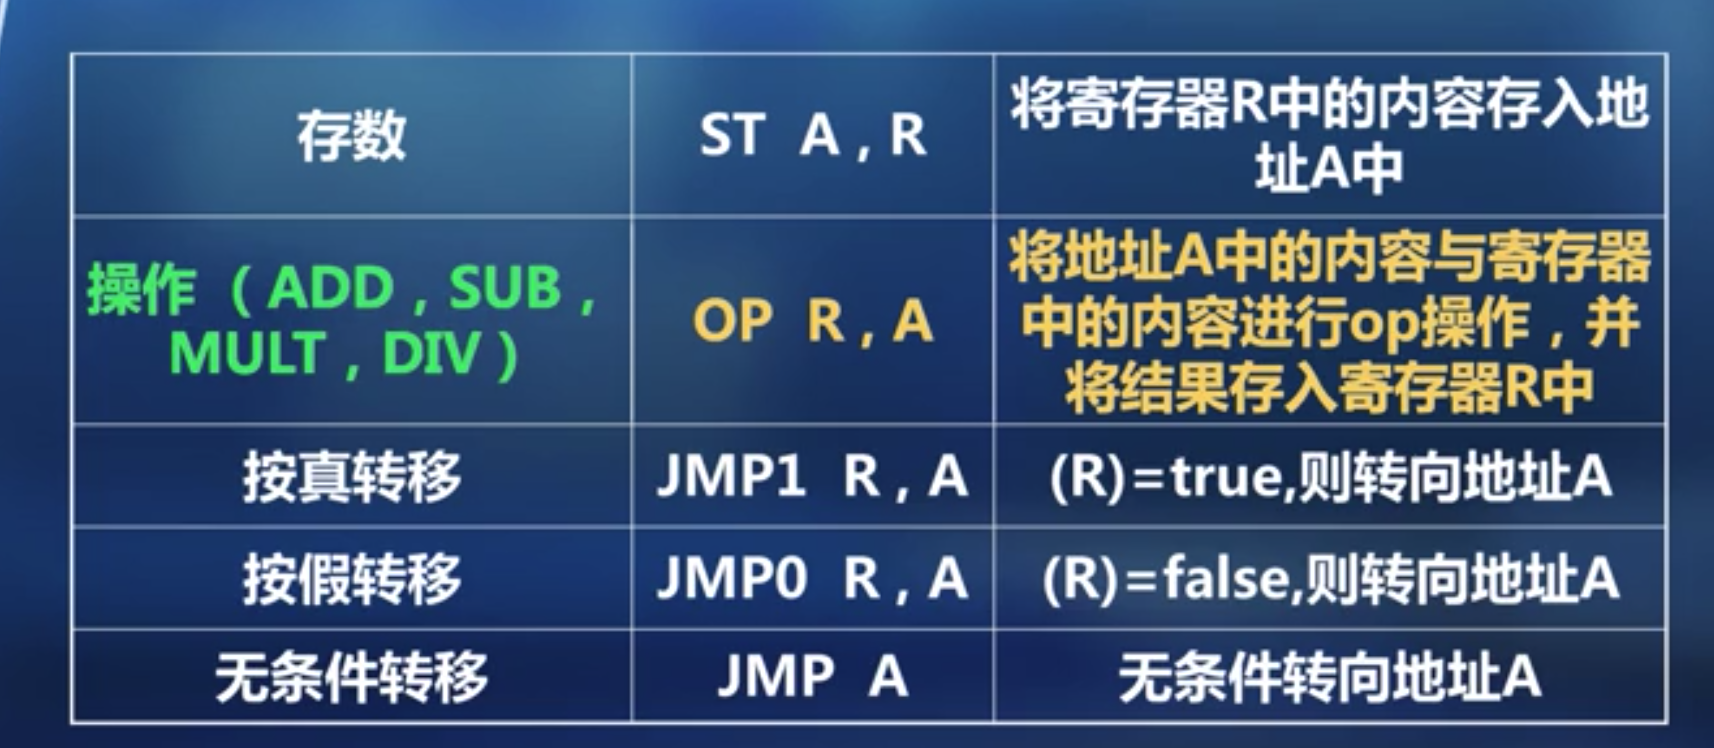 存数
ST A , R
将寄存器R中的内容存入地
址A中
操作（ADD，SUB，
MULT，DIV）
OP R , A
将地址A中的内容与寄存器
中的内容进行op操作，并
将结果存入寄存器R中
按真转移
JMP1 R , A
(R)=true,则转向地址A
按假转移
JMP0 R , A
(R)=false,则转向地址A
无条件转移
JMP A
无条件转向地址A